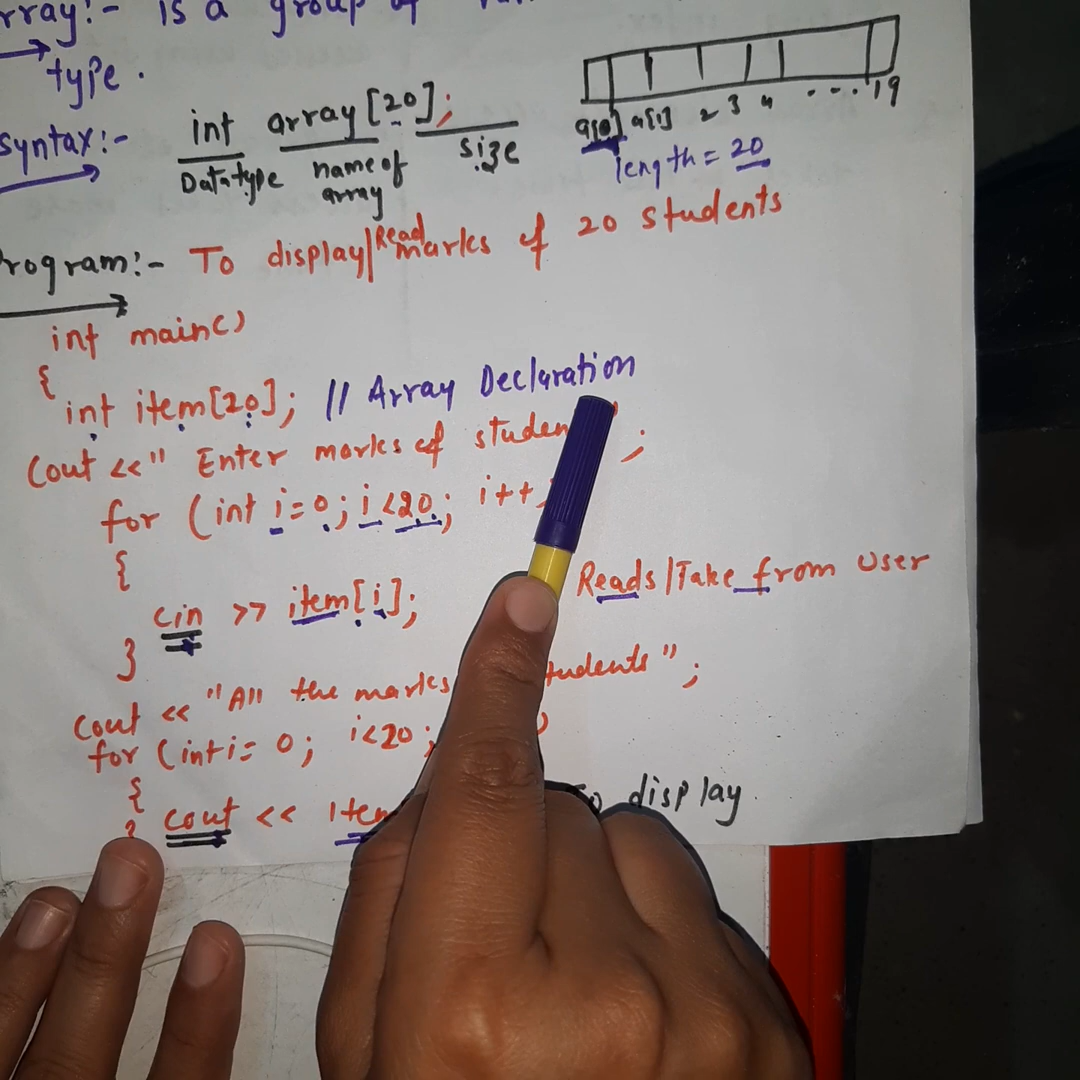 rray:- is a group of
type.
Syntax:- int array[20];
Data type name of array size
a[0] a[1] 2 3 4 ... 19
length = 20
rogram:- To display/Read marks of 20 students
int main()
{
int item[20]; // Array Declaration
Cout <<" Enter marks of studen ;
for (int i=0; i<20; i++
{
cin >> item[i]; Reads/Take from user
}
cout << "All the marks tudents";
for (int i= 0; i<20;
{
cout << item To display
}